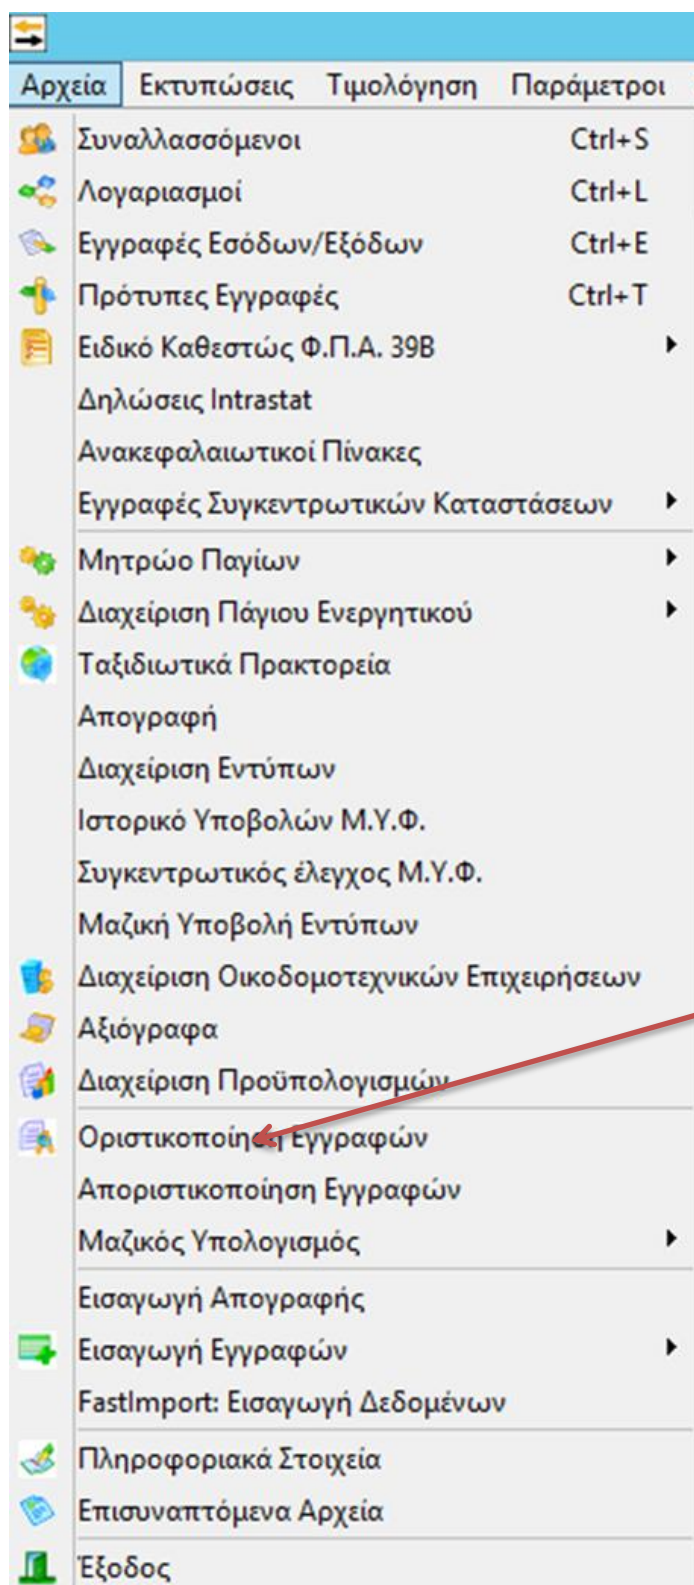 Αρχεία Εκτυπώσεις Τιμολόγηση Παράμετροι
Συναλλασσόμενοι Ctrl+S
Λογαριασμοί Ctrl+L
Εγγραφές Εσόδων/Εξόδων Ctrl+E
Πρότυπες Εγγραφές Ctrl+T
Ειδικό Καθεστώς Φ.Π.Α. 39Β
Δηλώσεις Intrastat
Ανακεφαλαιωτικοί Πίνακες
Εγγραφές Συγκεντρωτικών Καταστάσεων
Μητρώο Παγίων
Διαχείριση Πάγιου Ενεργητικού
Ταξιδιωτικά Πρακτορεία
Απογραφή
Διαχείριση Εντύπων
Ιστορικό Υποβολών Μ.Υ.Φ.
Συγκεντρωτικός έλεγχος Μ.Υ.Φ.
Μαζική Υποβολή Εντύπων
Διαχείριση Οικοδομοτεχνικών Επιχειρήσεων
Αξιόγραφα
Διαχείριση Προϋπολογισμών
Οριστικοποίηση Εγγραφών
Αποριστικοποίηση Εγγραφών
Μαζικός Υπολογισμός
Εισαγωγή Απογραφής
Εισαγωγή Εγγραφών
FastImport: Εισαγωγή Δεδομένων
Πληροφοριακά Στοιχεία
Επισυναπτόμενα Αρχεία
Έξοδος